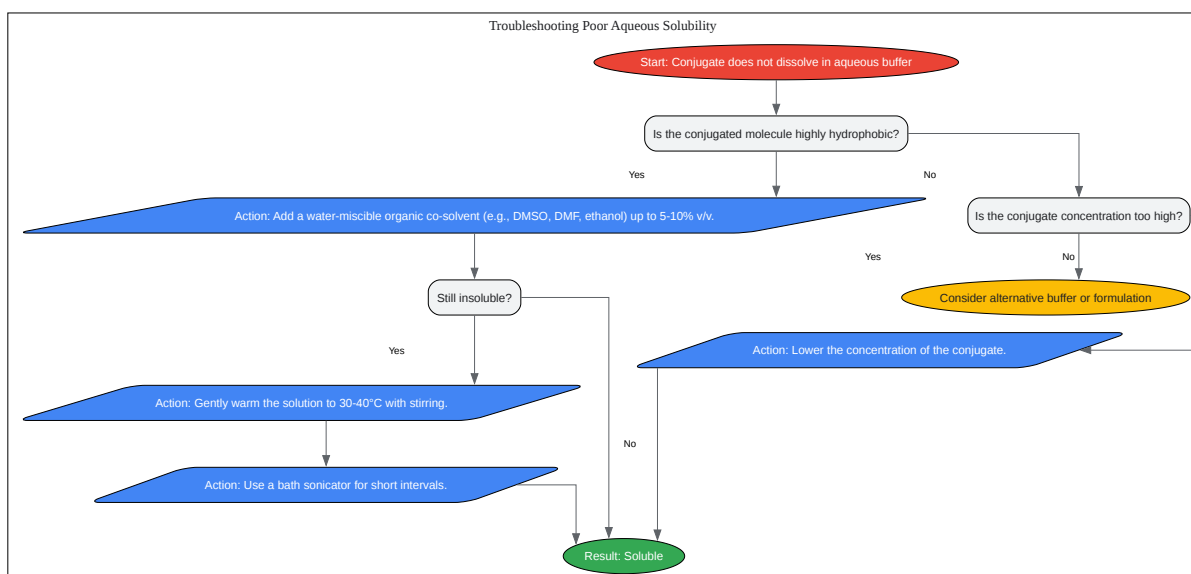 Troubleshooting Poor Aqueous Solubility
Start: Conjugate does not dissolve in aqueous buffer
Is the conjugated molecule highly hydrophobic?
Yes
No
Action: Add a water-miscible organic co-solvent (e.g., DMSO, DMF, ethanol) up to 5-10% v/v.
Is the conjugate concentration too high?
Yes
No
Still insoluble?
Consider alternative buffer or formulation
Yes
Action: Lower the concentration of the conjugate.
Action: Gently warm the solution to 30-40°C with stirring.
No
Action: Use a bath sonicator for short intervals.
Result: Soluble